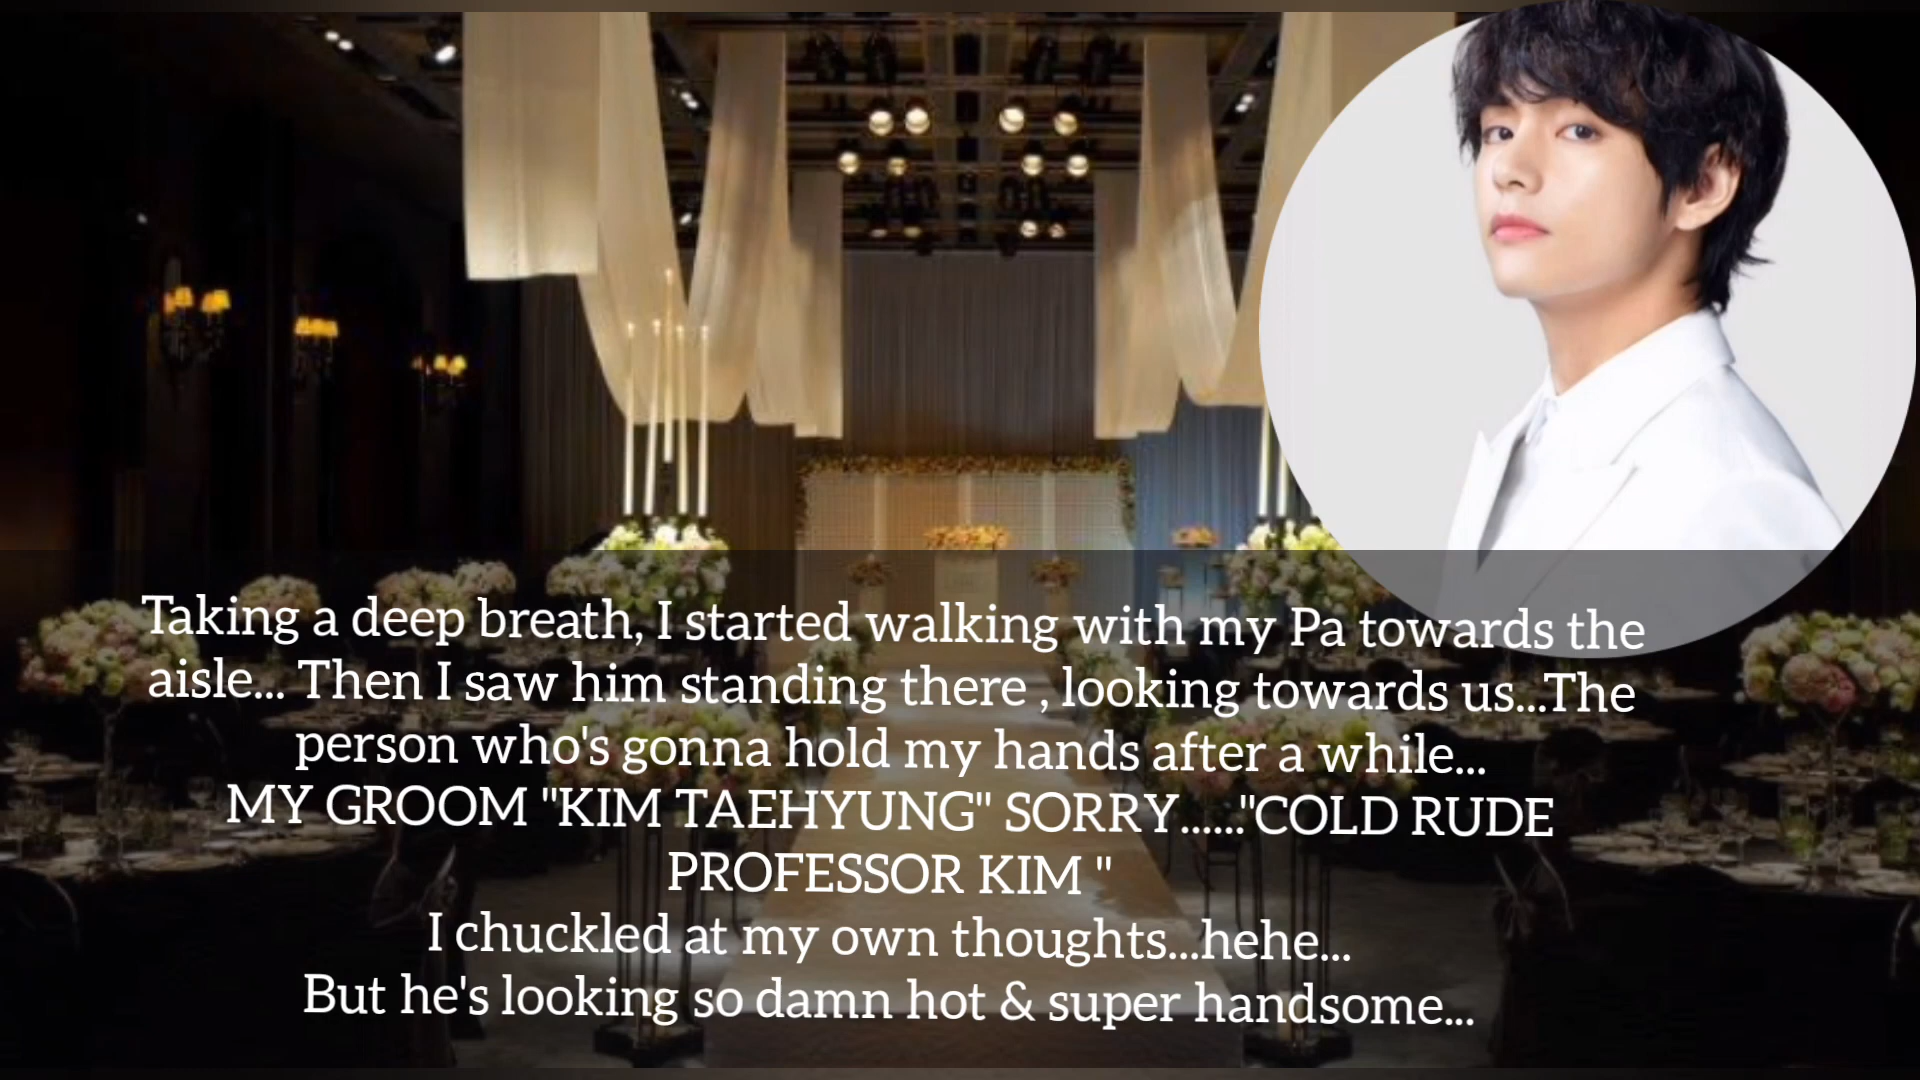 Taking a deep breath, I started walking with my Pa towards the
aisle... Then I saw him standing there , looking towards us...The
person who's gonna hold my hands after a while...
MY GROOM "KIM TAEHYUNG" SORRY......"COLD RUDE
PROFESSOR KIM "
I chuckled at my own thoughts...hehe...
But he's looking so damn hot & super handsome...